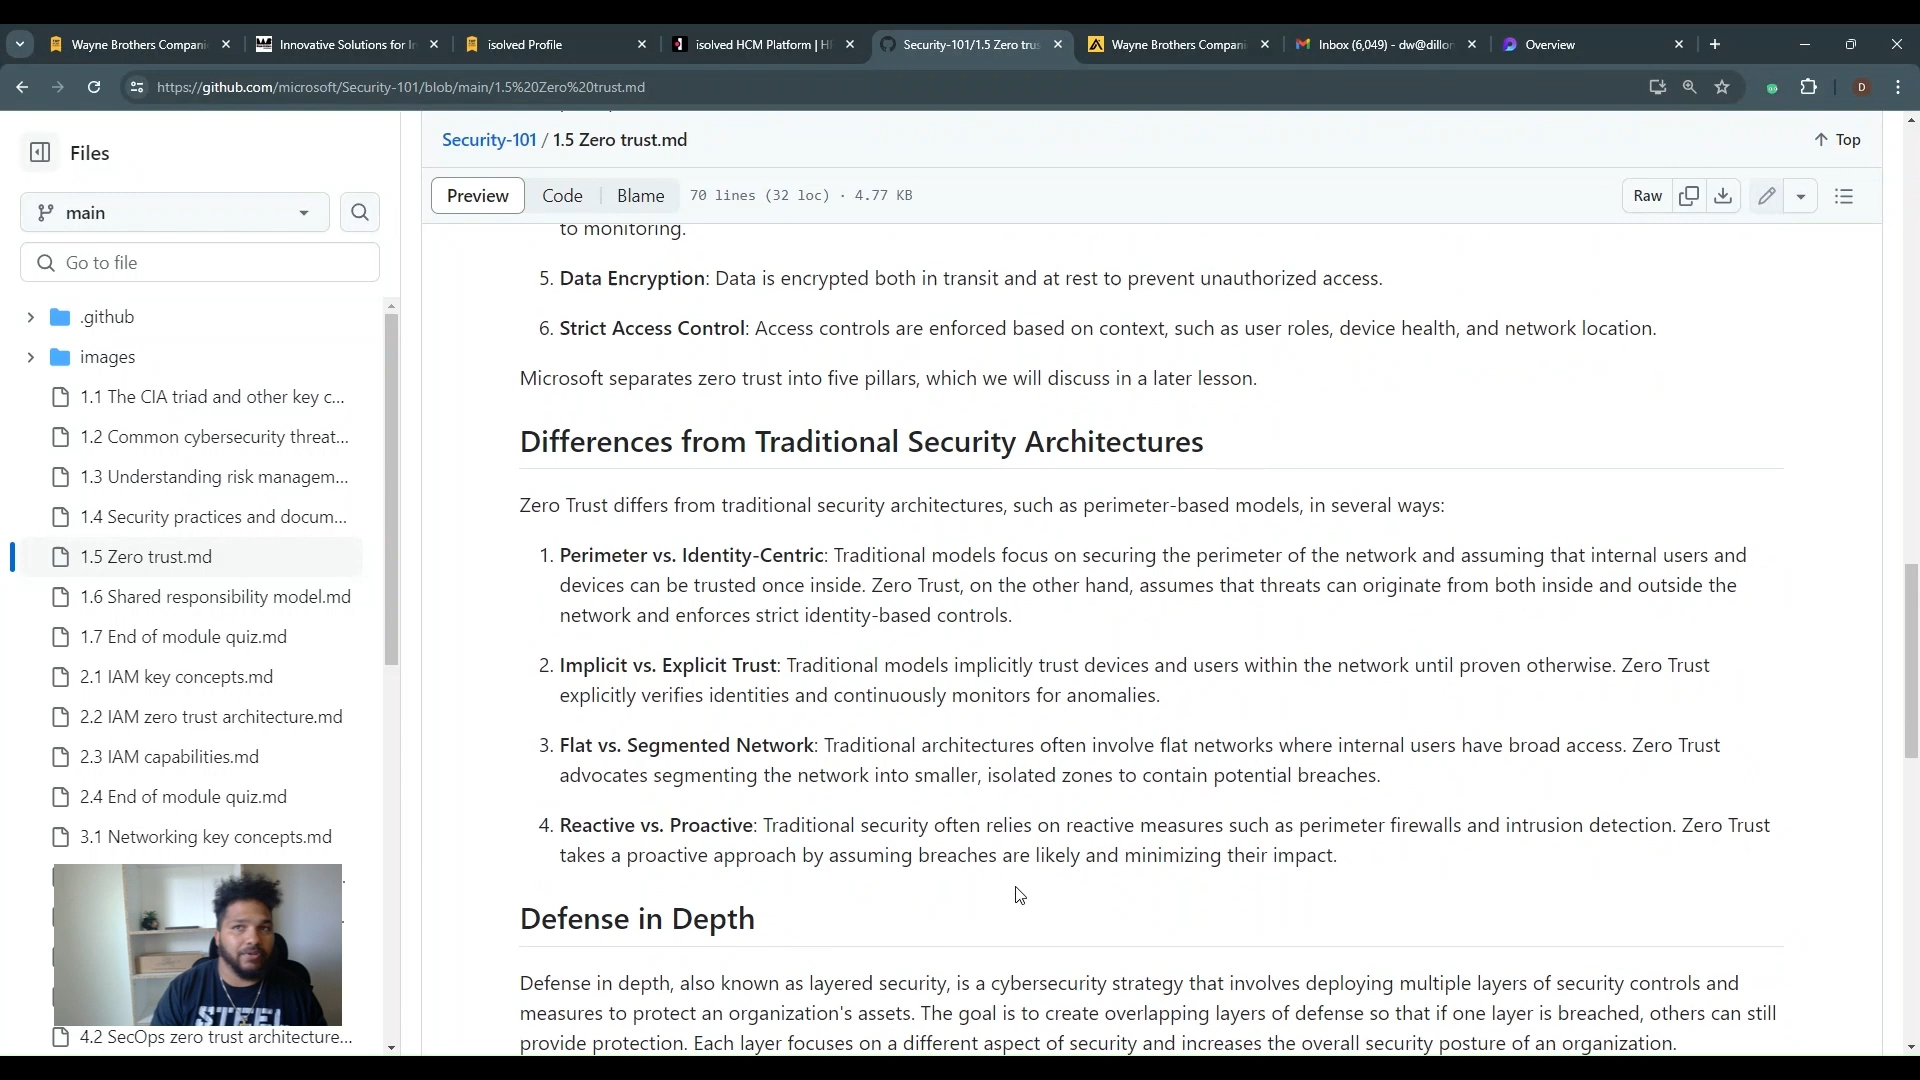 Wayne Brothers Compani
Innovative Solutions for In
isolved Profile
isolved HCM Platform | HR
Security-101/1.5 Zero trus
Wayne Brothers Compani
Inbox (6,049) - dw@dillon
Overview
https://github.com/microsoft/Security-101/blob/main/1.5%20Zero%20trust.md
D
Files
main
Go to file
.github
images
1.1 The CIA triad and other key c...
1.2 Common cybersecurity threat...
1.3 Understanding risk managem...
1.4 Security practices and docum...
1.5 Zero trust.md
1.6 Shared responsibility model.md
1.7 End of module quiz.md
2.1 IAM key concepts.md
2.2 IAM zero trust architecture.md
2.3 IAM capabilities.md
2.4 End of module quiz.md
3.1 Networking key concepts.md
STEEL
4.2 SecOps zero trust architecture...
Security-101 / 1.5 Zero trust.md
Top
Preview
Code
Blame
70 lines (32 loc) · 4.77 KB
Raw
to monitoring.
5. Data Encryption: Data is encrypted both in transit and at rest to prevent unauthorized access.
6. Strict Access Control: Access controls are enforced based on context, such as user roles, device health, and network location.
Microsoft separates zero trust into five pillars, which we will discuss in a later lesson.
Differences from Traditional Security Architectures
Zero Trust differs from traditional security architectures, such as perimeter-based models, in several ways:
1. Perimeter vs. Identity-Centric: Traditional models focus on securing the perimeter of the network and assuming that internal users and
devices can be trusted once inside. Zero Trust, on the other hand, assumes that threats can originate from both inside and outside the
network and enforces strict identity-based controls.
2. Implicit vs. Explicit Trust: Traditional models implicitly trust devices and users within the network until proven otherwise. Zero Trust
explicitly verifies identities and continuously monitors for anomalies.
3. Flat vs. Segmented Network: Traditional architectures often involve flat networks where internal users have broad access. Zero Trust
advocates segmenting the network into smaller, isolated zones to contain potential breaches.
4. Reactive vs. Proactive: Traditional security often relies on reactive measures such as perimeter firewalls and intrusion detection. Zero Trust
takes a proactive approach by assuming breaches are likely and minimizing their impact.
Defense in Depth
Defense in depth, also known as layered security, is a cybersecurity strategy that involves deploying multiple layers of security controls and
measures to protect an organization's assets. The goal is to create overlapping layers of defense so that if one layer is breached, others can still
provide protection. Each layer focuses on a different aspect of security and increases the overall security posture of an organization.